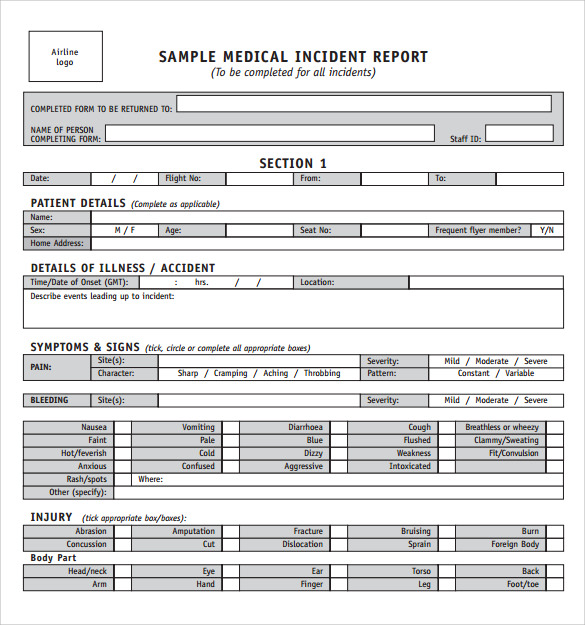 Airline
logo
SAMPLE MEDICAL INCIDENT REPORT
(To be completed for all incidents)
COMPLETED FORM TO BE RETURNED TO:
NAME OF PERSON
COMPLETING FORM: Staff ID:
SECTION 1
Date: / / Flight No: From: To:
PATIENT DETAILS (Complete as applicable)
Name:
Sex: M / F Age: Seat No: Frequent flyer member? Y/N
Home Address:
DETAILS OF ILLNESS / ACCIDENT
Time/Date of Onset (GMT): : hrs. / / Location:
Describe events leading up to incident:
SYMPTOMS & SIGNS (tick, circle or complete all appropriate boxes)
PAIN: Site(s): Severity: Mild / Moderate / Severe
Character: Sharp / Cramping / Aching / Throbbing Pattern: Constant / Variable
BLEEDING Site(s): Severity: Mild / Moderate / Severe
Nausea Vomiting Diarrhoea Cough Breathless or wheezy
Faint Pale Blue Flushed Clammy/Sweating
Hot/feverish Cold Dizzy Weakness Fit/Convulsion
Anxious Confused Aggressive Intoxicated
Rash/spots Where:
Other (specify):
INJURY (tick appropriate box/boxes):
Abrasion Amputation Fracture Bruising Burn
Concussion Cut Dislocation Sprain Foreign Body
Body Part
Head/neck Eye Ear Torso Back
Arm Hand Finger Leg Foot/toe